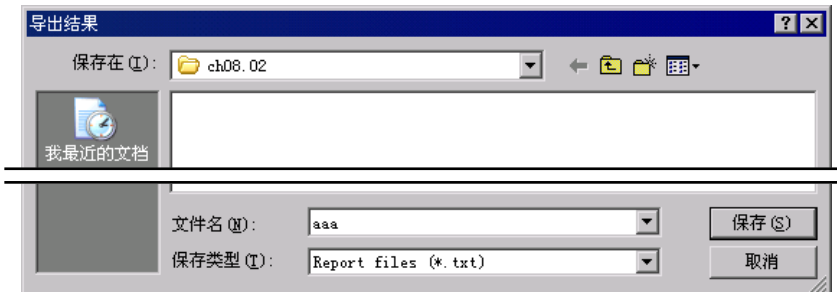 导出结果
保存在(I): ch08.02
我最近的文档
文件名(N): aaa 保存(S)
保存类型(T): Report files (*.txt) 取消